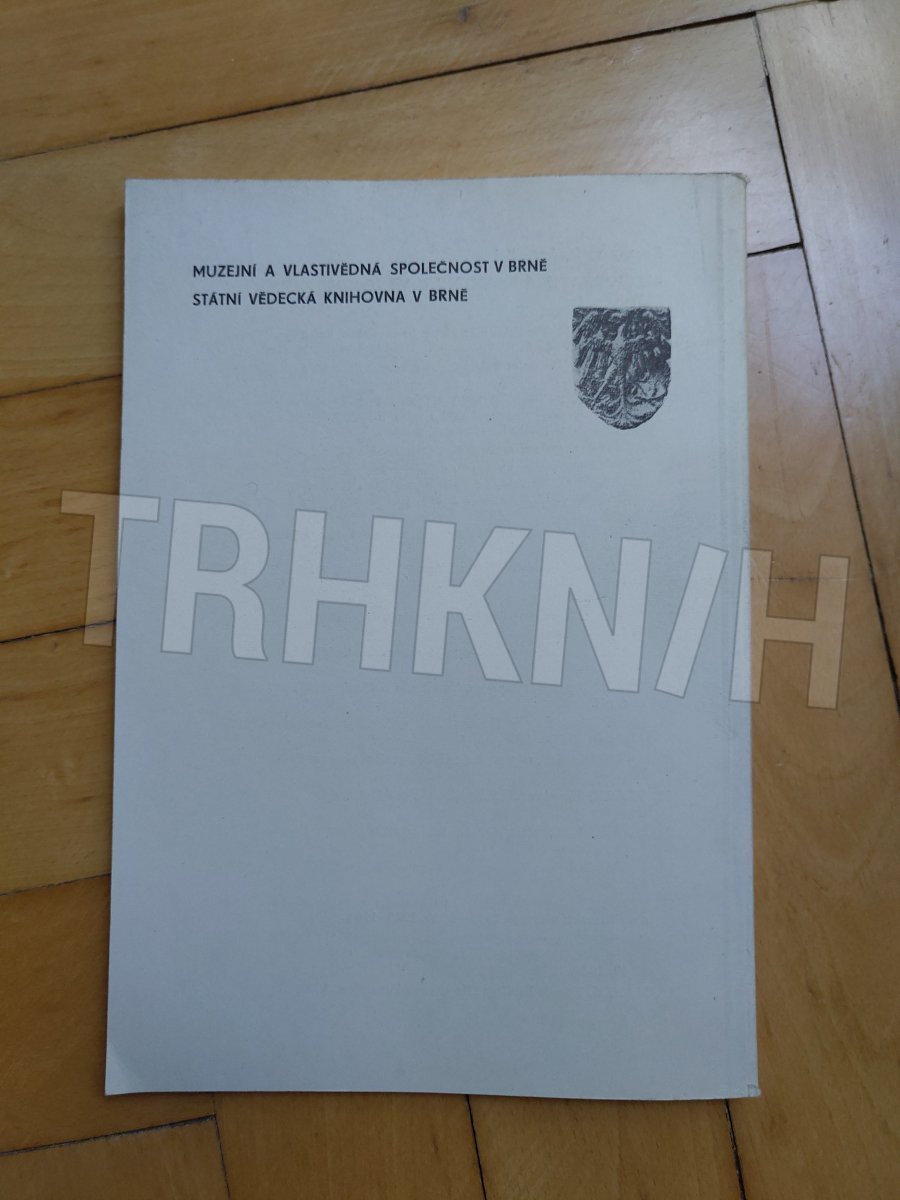 MUZEJNÍ A VLASTIVĚDNÁ SPOLEČNOST V BRNĚ
STÁTNÍ VĚDECKÁ KNIHOVNA V BRNĚ
TRHKNIH